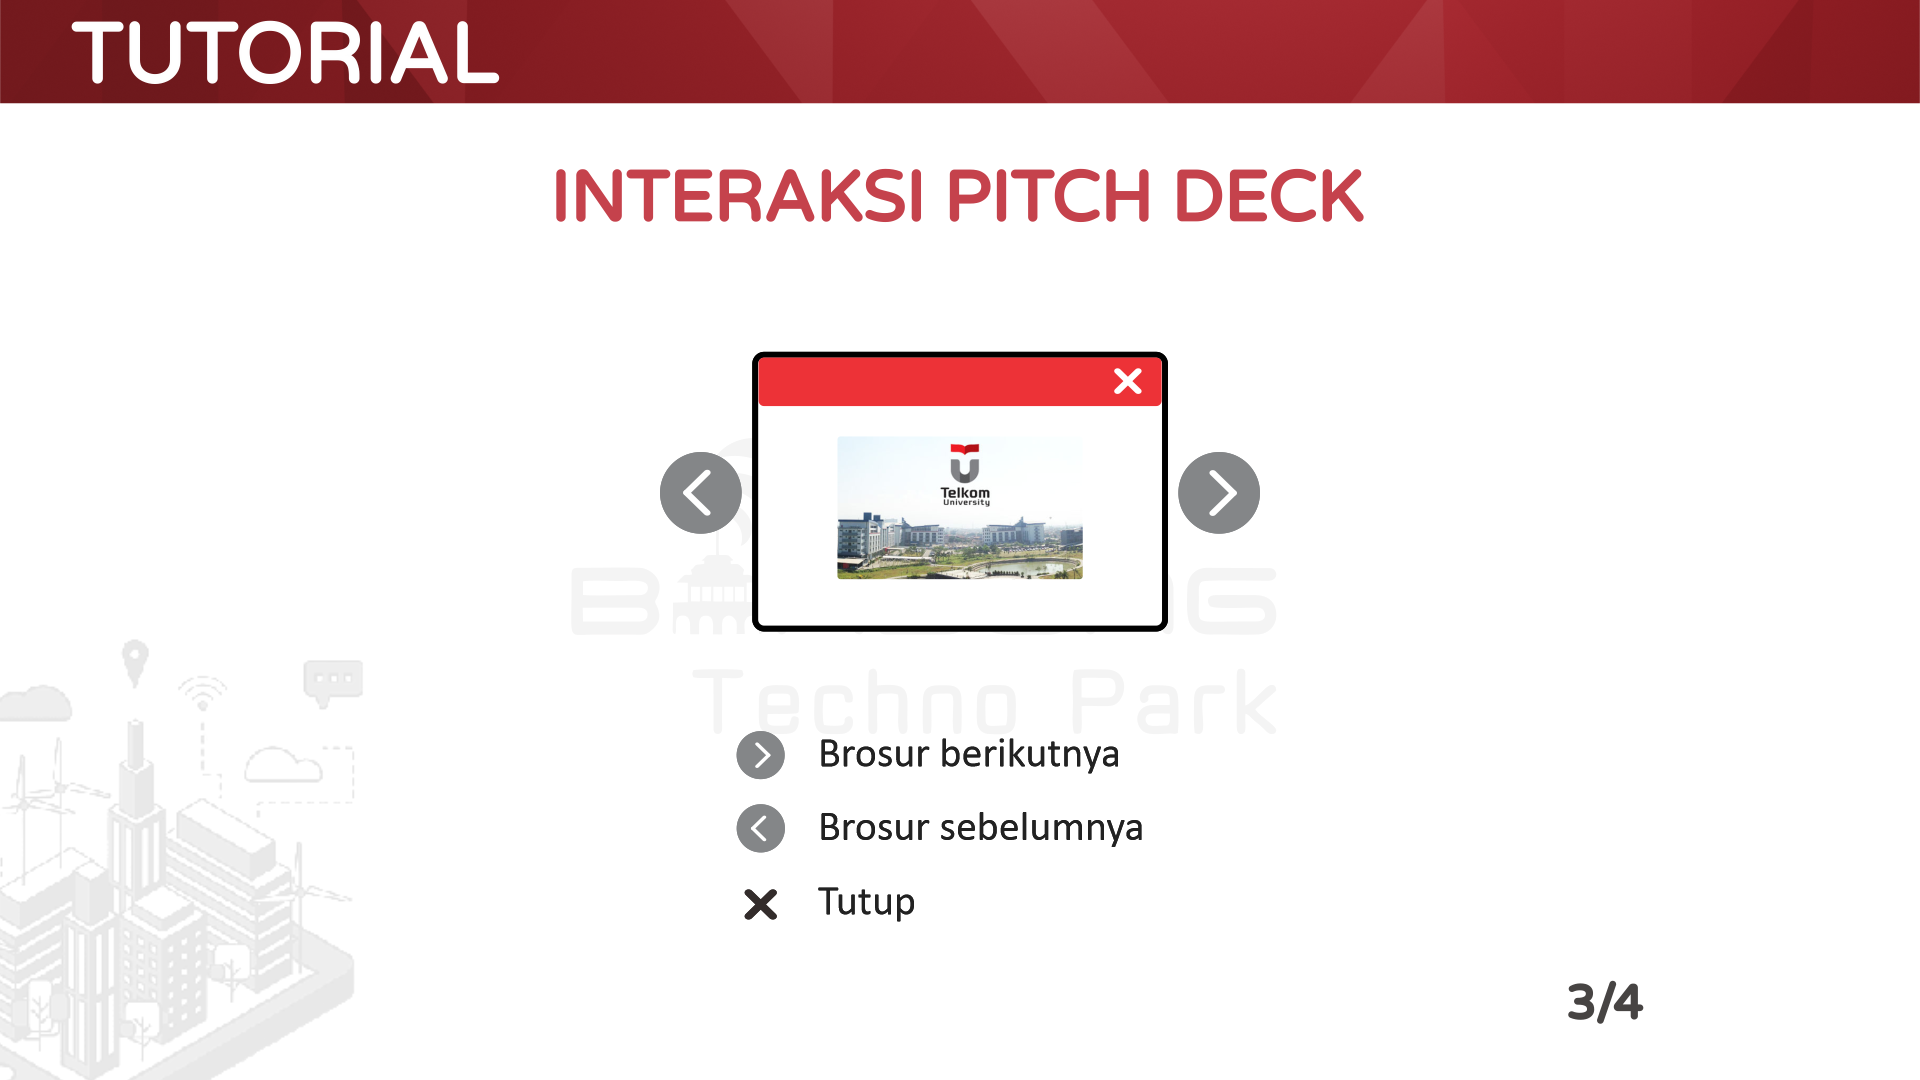 TUTORIAL
INTERAKSI PITCH DECK
Telkom
University
Techno Park
Brosur berikutnya
Brosur sebelumnya
Tutup
3/4